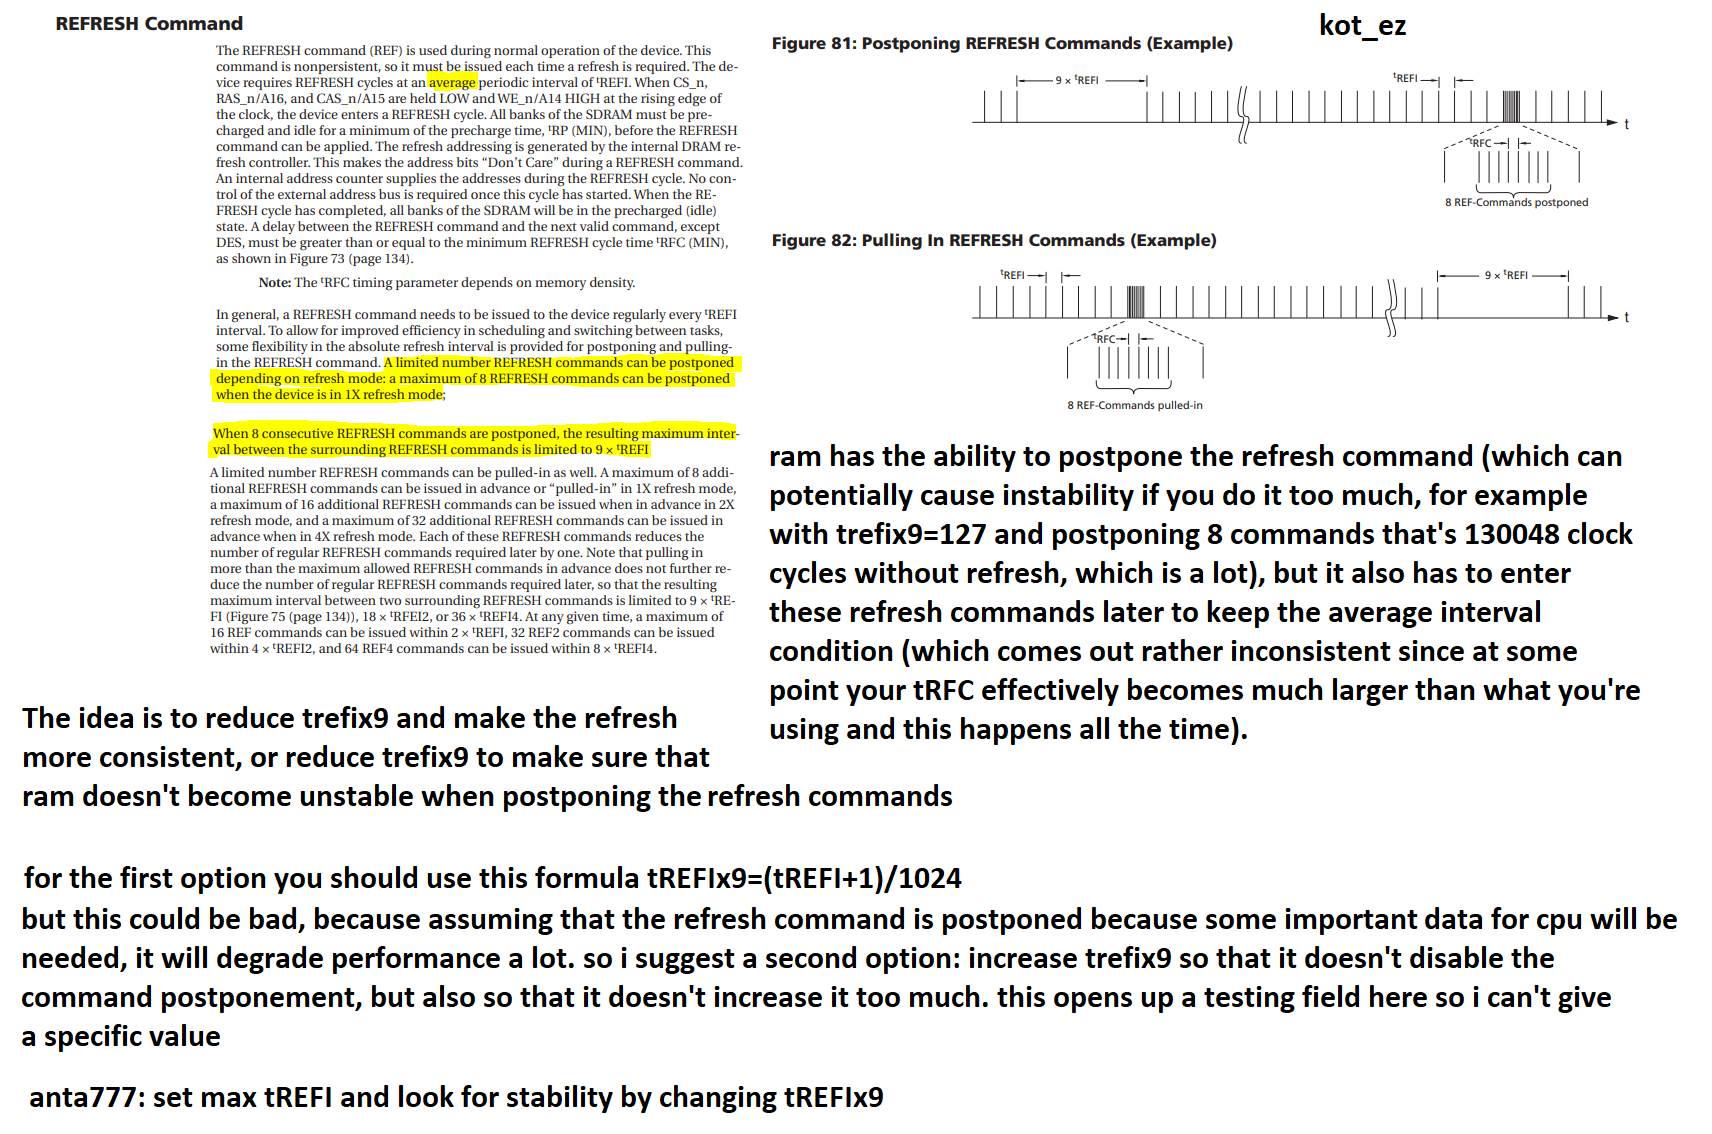 REFRESH Command
The REFRESH command (REF) is used during normal operation of the device. This
command is nonpersistent, so it must be issued each time a refresh is required. The de-
vice requires REFRESH cycles at an average periodic interval of tREFI. When CS_n,
RAS_n/A16, and CAS_n/A15 are held LOW and WE_n/A14 HIGH at the rising edge of
the clock, the device enters a REFRESH cycle. All banks of the SDRAM must be pre-
charged and idle for a minimum of the precharge time, tRP (MIN), before the REFRESH
command can be applied. The refresh addressing is generated by the internal DRAM re-
fresh controller. This makes the address bits “Don’t Care” during a REFRESH command.
An internal address counter supplies the addresses during the REFRESH cycle. No con-
trol of the external address bus is required once this cycle has started. When the RE-
FRESH cycle has completed, all banks of the SDRAM will be in the precharged (idle)
state. A delay between the REFRESH command and the next valid command, except
DES, must be greater than or equal to the minimum REFRESH cycle time tRFC (MIN),
as shown in Figure 73 (page 134).
Note: The tRFC timing parameter depends on memory density.
In general, a REFRESH command needs to be issued to the device regularly every tREFI
interval. To allow for improved efficiency in scheduling and switching between tasks,
some flexibility in the absolute refresh interval is provided for postponing and pulling-
in the REFRESH command. A limited number REFRESH commands can be postponed
depending on refresh mode: a maximum of 8 REFRESH commands can be postponed
when the device is in 1X refresh mode;
When 8 consecutive REFRESH commands are postponed, the resulting maximum inter-
val between the surrounding REFRESH commands is limited to 9 × tREFI
A limited number REFRESH commands can be pulled-in as well. A maximum of 8 addi-
tional REFRESH commands can be issued in advance or “pulled-in” in 1X refresh mode,
a maximum of 16 additional REFRESH commands can be issued when in advance in 2X
refresh mode, and a maximum of 32 additional REFRESH commands can be issued in
advance when in 4X refresh mode. Each of these REFRESH commands reduces the
number of regular REFRESH commands required later by one. Note that pulling in
more than the maximum allowed REFRESH commands in advance does not further re-
duce the number of regular REFRESH commands required later, so that the resulting
maximum interval between two surrounding REFRESH commands is limited to 9 × tRE-
FI (Figure 75 (page 134)), 18 × tRFEI2, or 36 × tREFI4. At any given time, a maximum of
16 REF commands can be issued within 2 × tREFI, 32 REF2 commands can be issued
within 4 × tREFI2, and 64 REF4 commands can be issued within 8 × tREFI4.
kot_ez
Figure 81: Postponing REFRESH Commands (Example)
9 × tREFI
tREFI
t
tRFC
8 REF-Commands postponed
Figure 82: Pulling In REFRESH Commands (Example)
tREFI
9 × tREFI
t
tRFC
8 REF-Commands pulled-in
ram has the ability to postpone the refresh command (which can
potentially cause instability if you do it too much, for example
with trefix9=127 and postponing 8 commands that's 130048 clock
cycles without refresh, which is a lot), but it also has to enter
these refresh commands later to keep the average interval
condition (which comes out rather inconsistent since at some
point your tRFC effectively becomes much larger than what you're
using and this happens all the time).
The idea is to reduce trefix9 and make the refresh
more consistent, or reduce trefix9 to make sure that
ram doesn't become unstable when postponing the refresh commands
for the first option you should use this formula tREFIx9=(tREFI+1)/1024
but this could be bad, because assuming that the refresh command is postponed because some important data for cpu will be
needed, it will degrade performance a lot. so i suggest a second option: increase trefix9 so that it doesn't disable the
command postponement, but also so that it doesn't increase it too much. this opens up a testing field here so i can't give
a specific value
anta777: set max tREFI and look for stability by changing tREFIx9